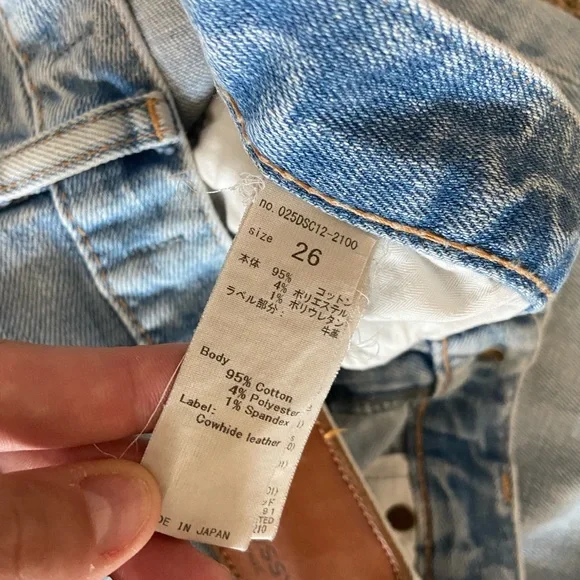 no. 025DSC12-2100
size 26
本体 95% コットン
4% ポリエステル
1% ポリウレタン
ラベル部分: 牛革
Body
95% Cotton
4% Polyester
1% Spandex
Label:
Cowhide leather
DE IN JAPAN